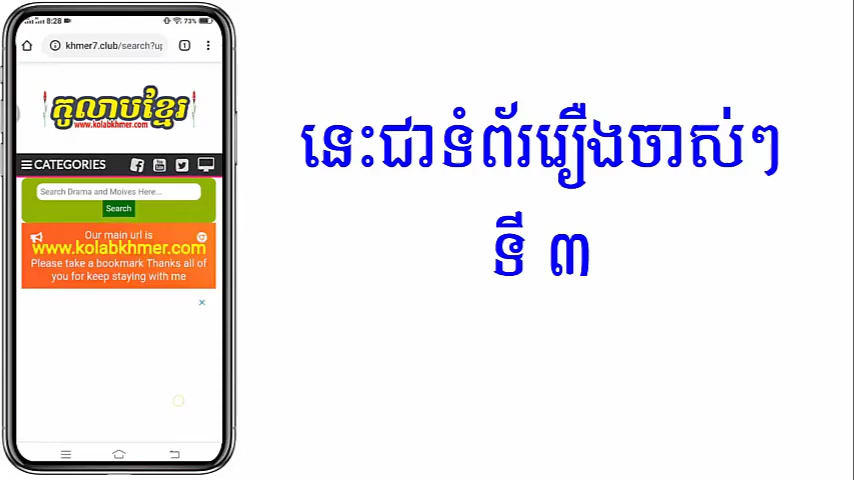 8:28
73%
khmer7.club/search?up
1
កូលាបខ្មែរ
www.kolabkhmer.com
CATEGORIES
Search Drama and Moives Here...
Search
Our main url is
www.kolabkhmer.com
Please take a bookmark Thanks all of
you for keep staying with me
នេះជាទំព័ររឿងចាស់ៗ
ទី ៣